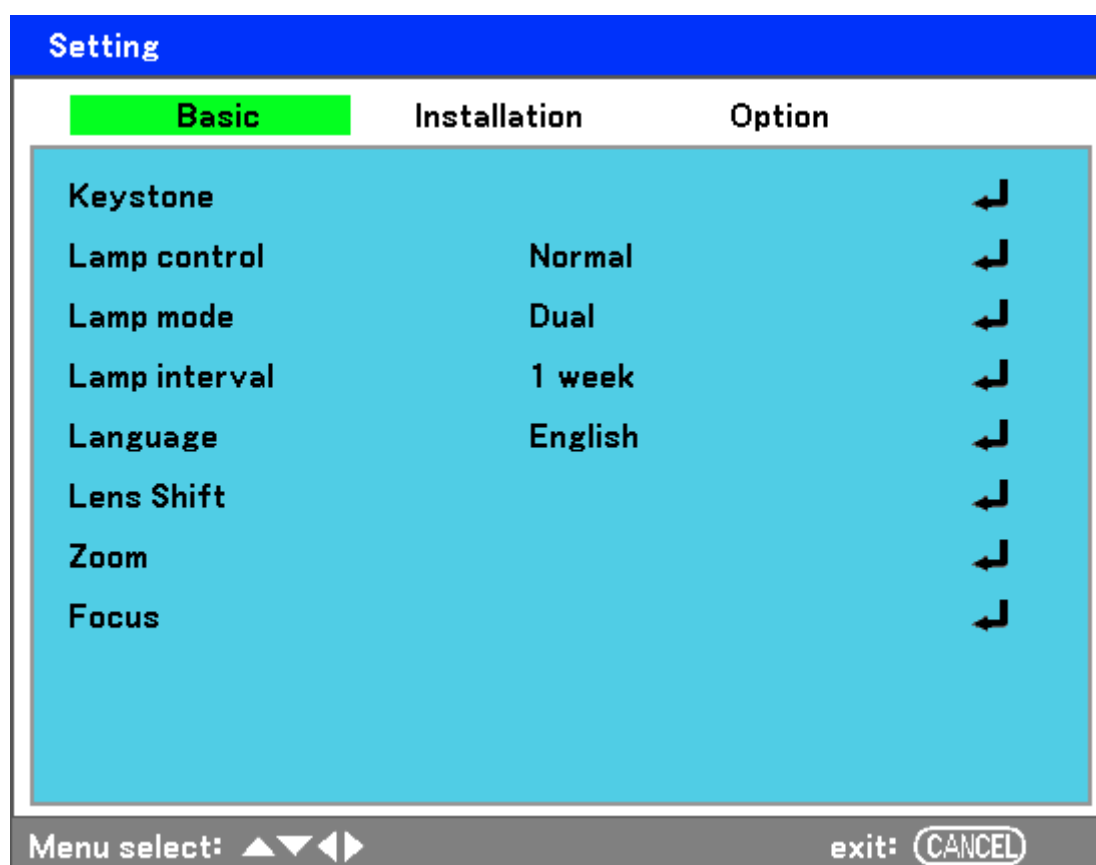 Setting
Basic Installation Option
Keystone
Lamp control Normal
Lamp mode Dual
Lamp interval 1 week
Language English
Lens Shift
Zoom
Focus
Menu select: ▲▼◀▶ exit: CANCEL